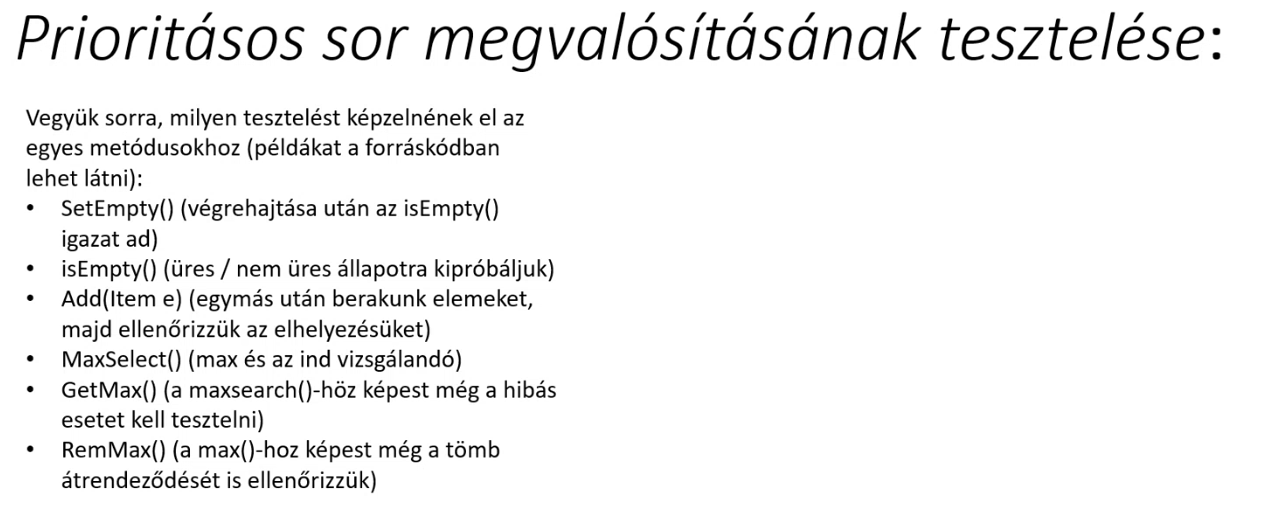 Prioritásos sor megvalósításának tesztelése:
Vegyük sorra, milyen tesztelést képzelnének el az
egyes metódusokhoz (példákat a forráskódban
lehet látni):
• SetEmpty() (végrehajtása után az isEmpty()
igazat ad)
• isEmpty() (üres / nem üres állapotra kipróbáljuk)
• Add(Item e) (egymás után berakunk elemeket,
majd ellenőrizzük az elhelyezésüket)
• MaxSelect() (max és az ind vizsgálandó)
• GetMax() (a maxsearch()-höz képest még a hibás
esetet kell tesztelni)
• RemMax() (a max()-hoz képest még a tömb
átrendeződését is ellenőrizzük)